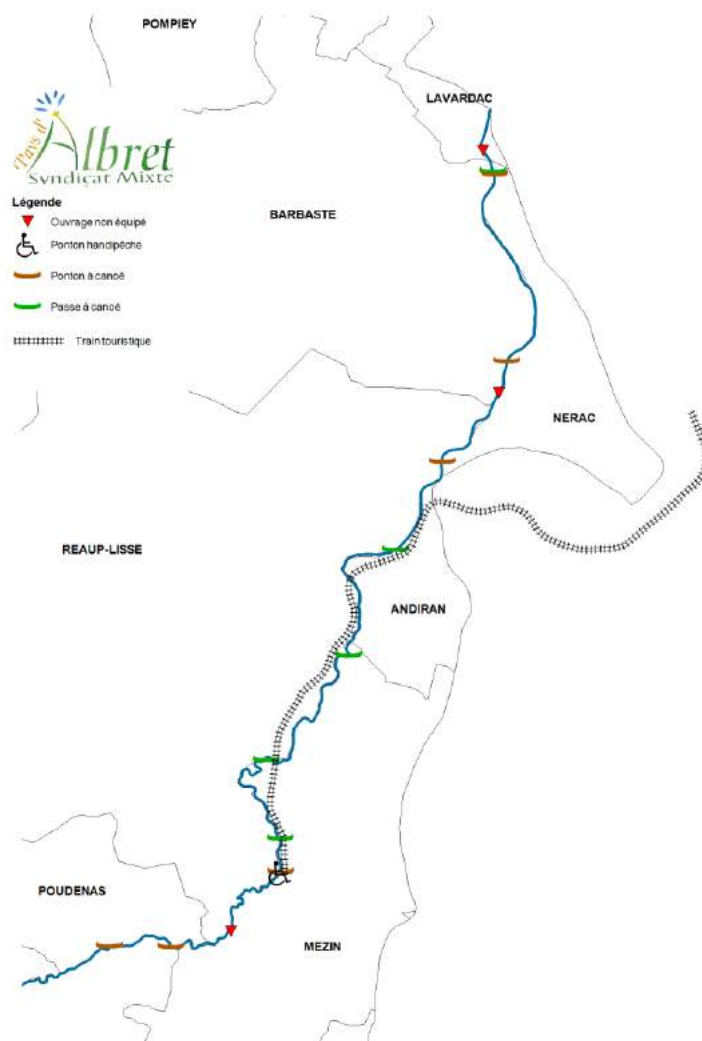 POMPIEY
LAVARDAC
Pays d'
Albret
Syndicat Mixte
Légende
Ouvrage non équipé
Ponton handipêche
Ponton à canoë
Passe à canoë
Train touristique
BARBASTE
NERAC
REAUP-LISSE
ANDIRAN
POUDENAS
MEZIN